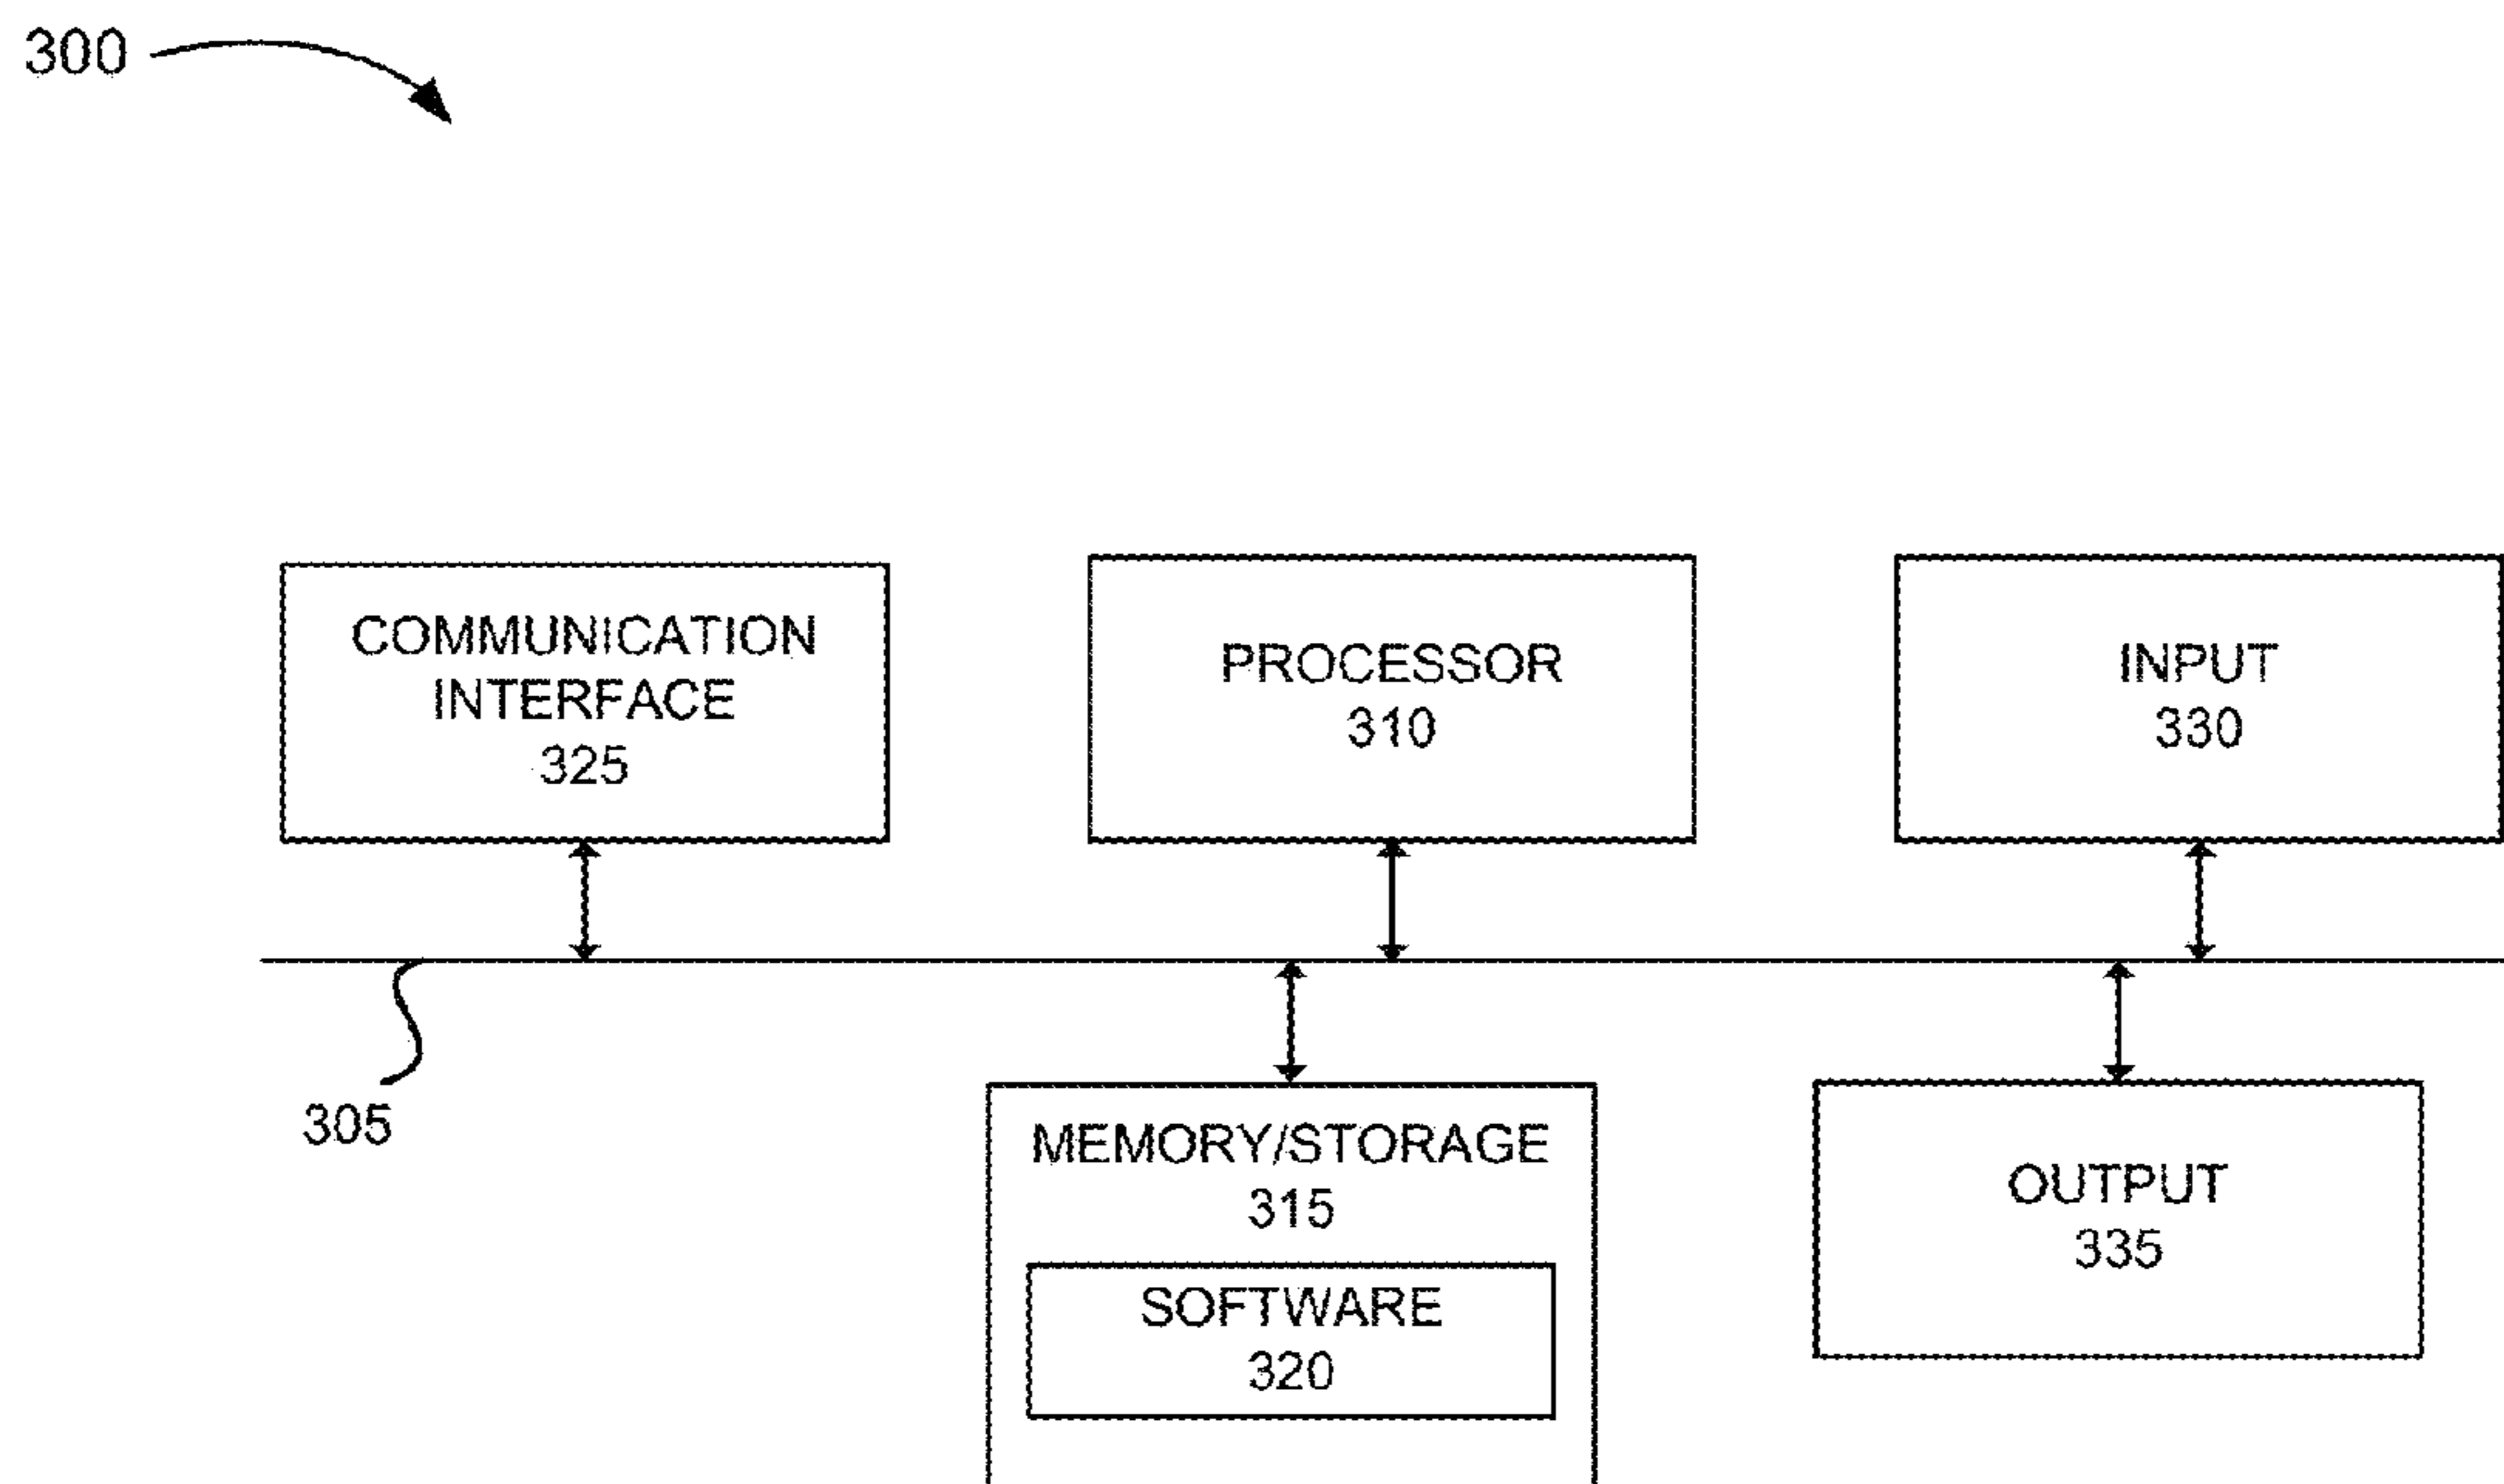 300
COMMUNICATION
INTERFACE
325
PROCESSOR
310
INPUT
330
305
MEMORY/STORAGE
315
SOFTWARE
320
OUTPUT
335